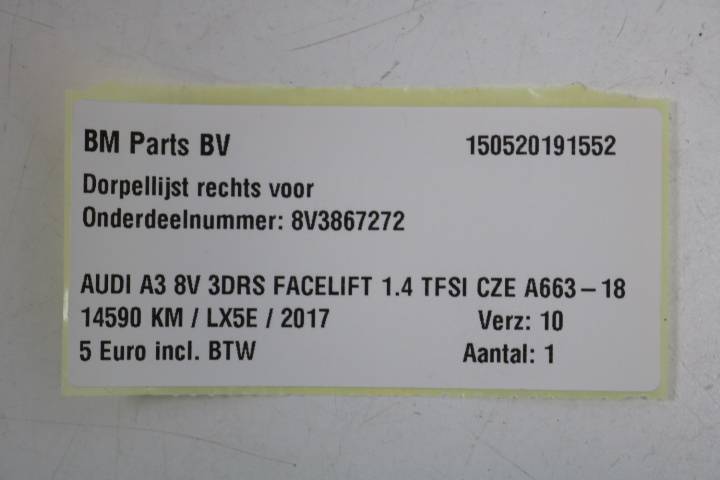 BM Parts BV 150520191552
Dorpellijst rechts voor
Onderdeelnummer: 8V3867272
AUDI A3 8V 3DRS FACELIFT 1.4 TFSI CZE A663-18
14590 KM / LX5E / 2017 Verz: 10
5 Euro incl. BTW Aantal: 1